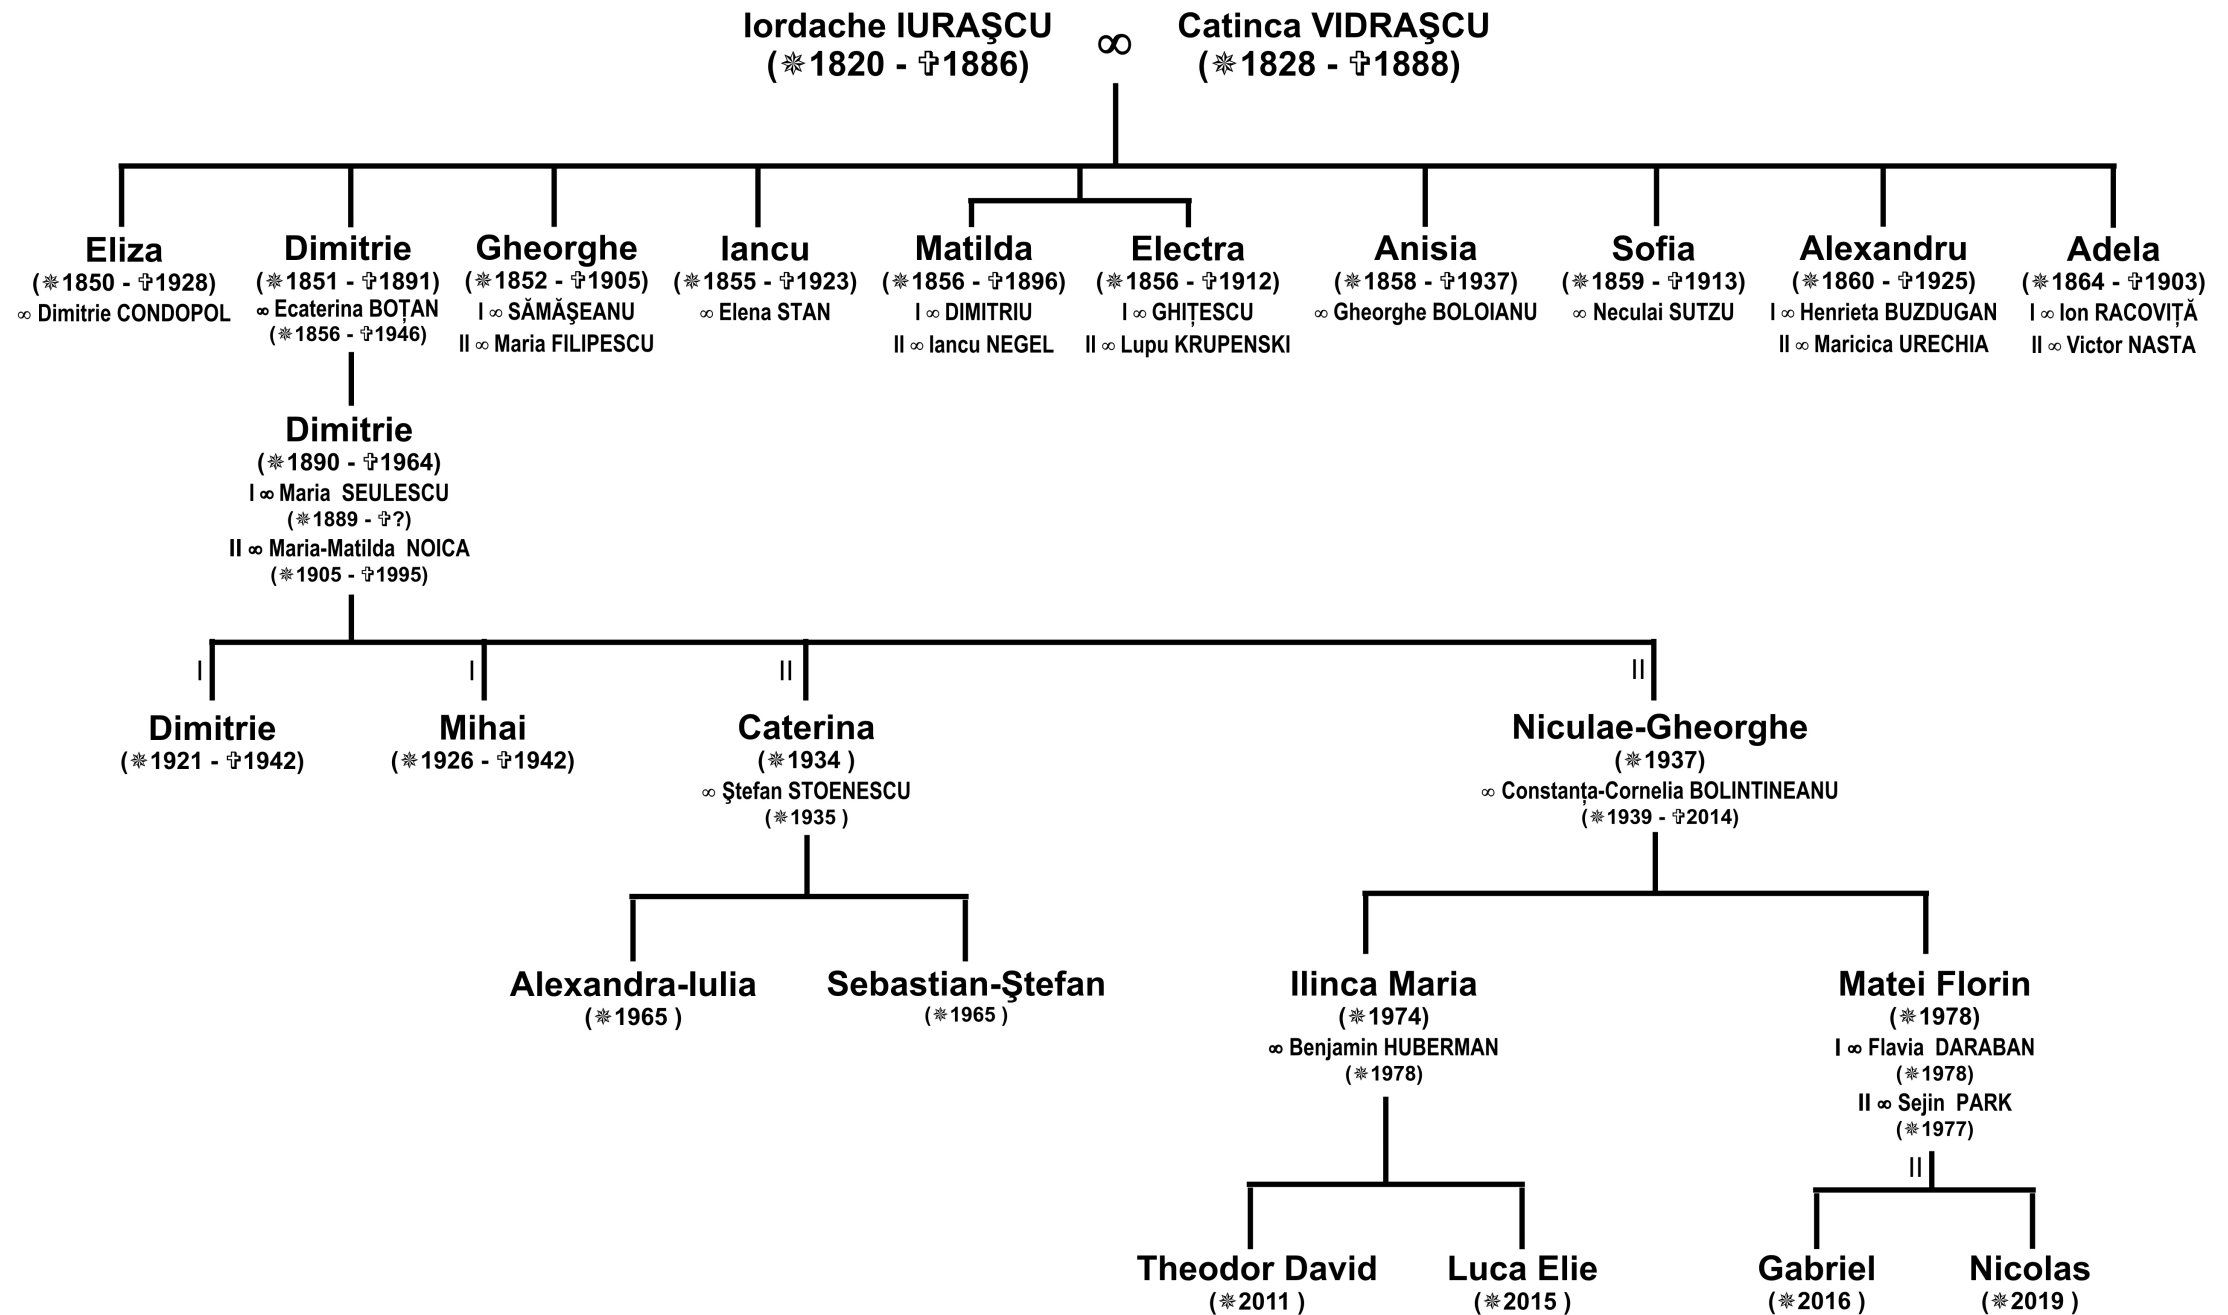 Iordache IURAŞCU ∞ Catinca VIDRAŞCU
(✵1820 - ✞1886) (✵1828 - ✞1888)
Eliza
(✵1850 - ✞1928)
∞ Dimitrie CONDOPOL
Dimitrie
(✵1851 - ✞1891)
∞ Ecaterina BOȚAN
(✵1856 - ✞1946)
Gheorghe
(✵1852 - ✞1905)
I ∞ SĂMĂŞEANU
II ∞ Maria FILIPESCU
Iancu
(✵1855 - ✞1923)
∞ Elena STAN
Matilda
(✵1856 - ✞1896)
I ∞ DIMITRIU
II ∞ Iancu NEGEL
Electra
(✵1856 - ✞1912)
I ∞ GHIȚESCU
II ∞ Lupu KRUPENSKI
Anisia
(✵1858 - ✞1937)
∞ Gheorghe BOLOIANU
Sofia
(✵1859 - ✞1913)
∞ Neculai SUTZU
Alexandru
(✵1860 - ✞1925)
I ∞ Henrieta BUZDUGAN
II ∞ Maricica URECHIA
Adela
(✵1864 - ✞1903)
I ∞ Ion RACOVIȚĂ
II ∞ Victor NASTA
Dimitrie
(✵1890 - ✞1964)
I ∞ Maria SEULESCU
(✵1889 - ✞?)
II ∞ Maria-Matilda NOICA
(✵1905 - ✞1995)
I
Dimitrie
(✵1921 - ✞1942)
I
Mihai
(✵1926 - ✞1942)
II
Caterina
(✵1934 )
∞ Ştefan STOENESCU
(✵1935 )
II
Niculae-Gheorghe
(✵1937)
∞ Constanța-Cornelia BOLINTINEANU
(✵1939 - ✞2014)
Alexandra-Iulia
(✵1965 )
Sebastian-Ştefan
(✵1965 )
Ilinca Maria
(✵1974)
∞ Benjamin HUBERMAN
(✵1978)
Matei Florin
(✵1978)
I ∞ Flavia DARABAN
(✵1978)
II ∞ Sejin PARK
(✵1977)
II
Theodor David
(✵2011 )
Luca Elie
(✵2015 )
Gabriel
(✵2016 )
Nicolas
(✵2019 )